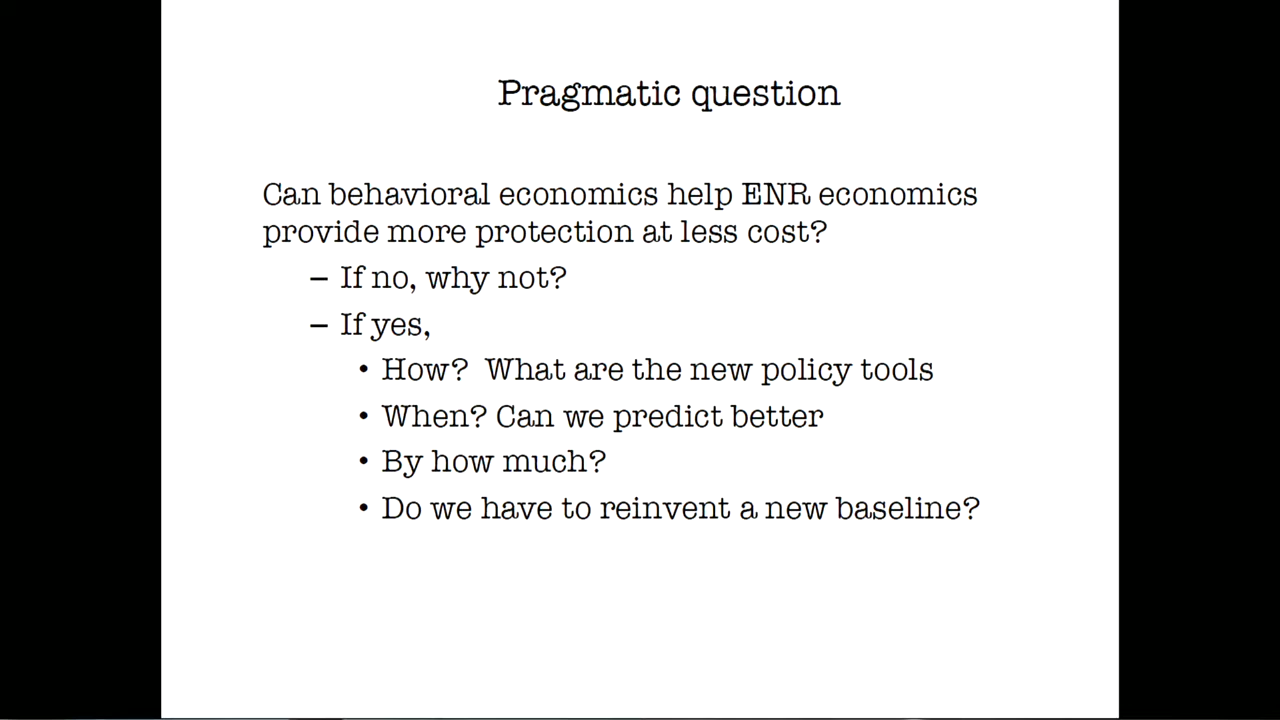 Pragmatic question
Can behavioral economics help ENR economics
provide more protection at less cost?
– If no, why not?
– If yes,
• How?  What are the new policy tools
• When? Can we predict better
• By how much?
• Do we have to reinvent a new baseline?